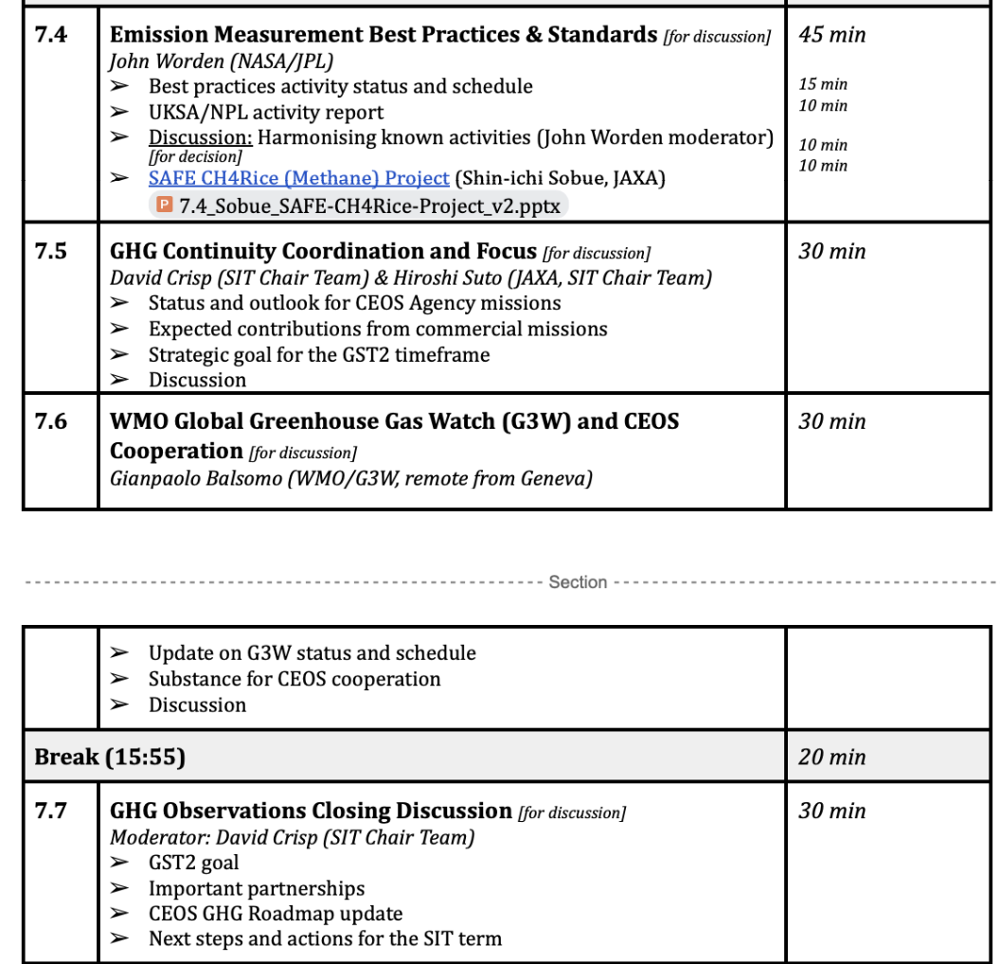 7.4 Emission Measurement Best Practices & Standards [for discussion] 45 min
John Worden (NASA/JPL)
➢ Best practices activity status and schedule 15 min
➢ UKSA/NPL activity report 10 min
➢ Discussion: Harmonising known activities (John Worden moderator) 10 min
[for decision]
➢ SAFE CH4Rice (Methane) Project (Shin-ichi Sobue, JAXA) 10 min
P 7.4_Sobue_SAFE-CH4Rice-Project_v2.pptx
7.5 GHG Continuity Coordination and Focus [for discussion] 30 min
David Crisp (SIT Chair Team) & Hiroshi Suto (JAXA, SIT Chair Team)
➢ Status and outlook for CEOS Agency missions
➢ Expected contributions from commercial missions
➢ Strategic goal for the GST2 timeframe
➢ Discussion
7.6 WMO Global Greenhouse Gas Watch (G3W) and CEOS 30 min
Cooperation [for discussion]
Gianpaolo Balsomo (WMO/G3W, remote from Geneva)
Section
➢ Update on G3W status and schedule
➢ Substance for CEOS cooperation
➢ Discussion
Break (15:55) 20 min
7.7 GHG Observations Closing Discussion [for discussion] 30 min
Moderator: David Crisp (SIT Chair Team)
➢ GST2 goal
➢ Important partnerships
➢ CEOS GHG Roadmap update
➢ Next steps and actions for the SIT term